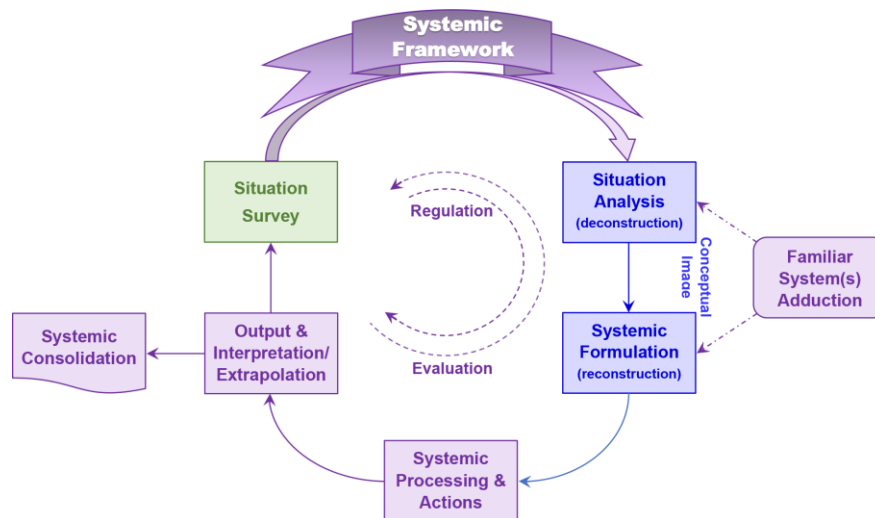 Systemic
Framework
Situation
Survey
Regulation
Situation
Analysis
(deconstruction)
Conceptual
Image
Familiar
System(s)
Adduction
Systemic
Consolidation
Output &
Interpretation/
Extrapolation
Evaluation
Systemic
Formulation
(reconstruction)
Systemic
Processing &
Actions